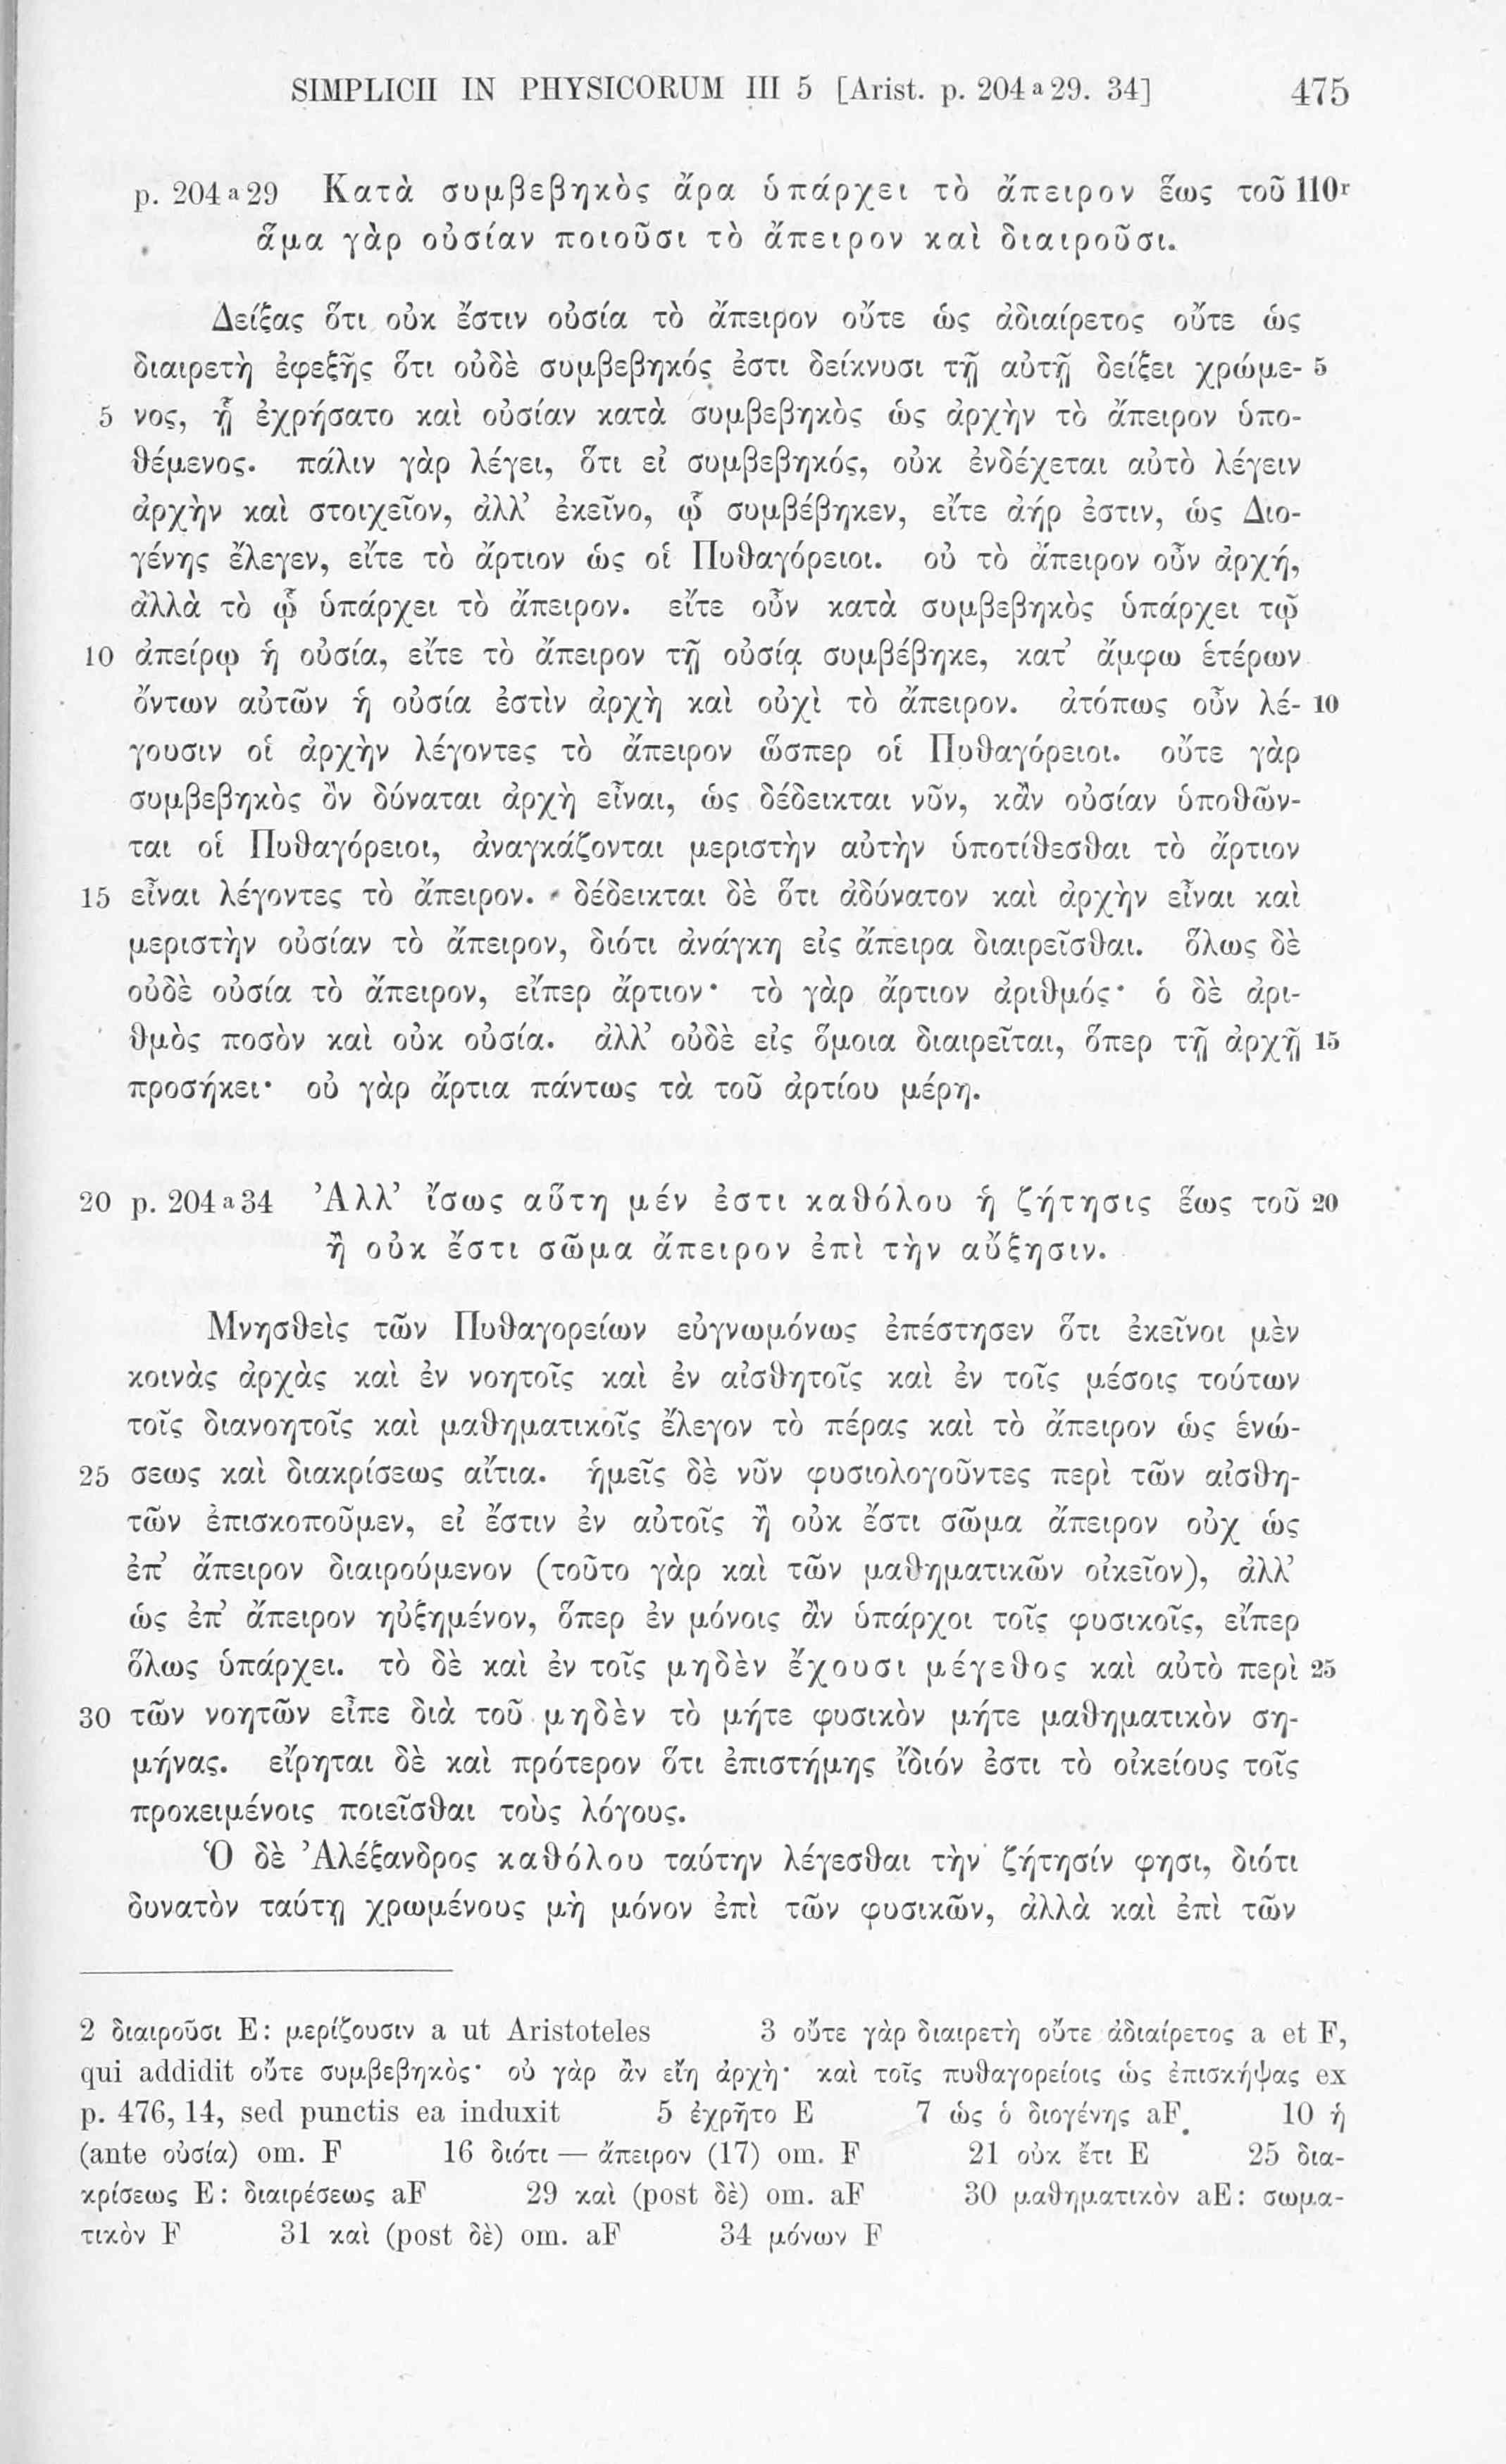 SIMPLICII IN PHYSICORUM III 5 [Arist. p. 204 a 29. 34] 475
p. 204 a 29 Κατὰ συμβεβηκὸς ἄρα ὑπάρχει τὸ ἄπειρον ἕως τοῦ 110r
ἅμα γὰρ οὐσίαν ποιοῦσι τὸ ἄπειρον καὶ διαιροῦσι.
Δείξας ὅτι οὐκ ἔστιν οὐσία τὸ ἄπειρον οὔτε ὡς ἀδιαίρετος οὔτε ὡς
διαιρετὴ ἐφεξῆς ὅτι οὐδὲ συμβεβηκός ἐστι δείκνυσι τῇ αὐτῇ δείξει χρώμε- 5
5 νος, ᾗ ἐχρήσατο καὶ οὐσίαν κατὰ συμβεβηκὸς ὡς ἀρχὴν τὸ ἄπειρον ὑπο-
θέμενος. πάλιν γὰρ λέγει, ὅτι εἰ συμβεβηκός, οὐκ ἐνδέχεται αὐτὸ λέγειν
ἀρχὴν καὶ στοιχεῖον, ἀλλ’ ἐκεῖνο, ᾧ συμβέβηκεν, εἴτε ἀήρ ἐστιν, ὡς Διο-
γένης ἔλεγεν, εἴτε τὸ ἄρτιον ὡς οἱ Πυθαγόρειοι. οὐ τὸ ἄπειρον οὖν ἀρχή,
ἀλλὰ τὸ ᾧ ὑπάρχει τὸ ἄπειρον. εἴτε οὖν κατὰ συμβεβηκὸς ὑπάρχει τῷ
10 ἀπείρῳ ἡ οὐσία, εἴτε τὸ ἄπειρον τῇ οὐσίᾳ συμβέβηκε, κατ’ ἄμφω ἑτέρων
ὄντων αὐτῶν ἡ οὐσία ἐστὶν ἀρχὴ καὶ οὐχὶ τὸ ἄπειρον. ἀτόπως οὖν λέ- 10
γουσιν οἱ ἀρχὴν λέγοντες τὸ ἄπειρον ὥσπερ οἱ Πυθαγόρειοι. οὔτε γὰρ
συμβεβηκὸς ὂν δύναται ἀρχὴ εἶναι, ὡς δέδεικται νῦν, κἂν οὐσίαν ὑποθῶν-
ται οἱ Πυθαγόρειοι, ἀναγκάζονται μεριστὴν αὐτὴν ὑποτίθεσθαι τὸ ἄρτιον
15 εἶναι λέγοντες τὸ ἄπειρον. δέδεικται δὲ ὅτι ἀδύνατον καὶ ἀρχὴν εἶναι καὶ
μεριστὴν οὐσίαν τὸ ἄπειρον, διότι ἀνάγκη εἰς ἄπειρα διαιρεῖσθαι. ὅλως δὲ
οὐδὲ οὐσία τὸ ἄπειρον, εἴπερ ἄρτιον· τὸ γὰρ ἄρτιον ἀριθμός· ὁ δὲ ἀρι-
θμὸς ποσὸν καὶ οὐκ οὐσία. ἀλλ’ οὐδὲ εἰς ὅμοια διαιρεῖται, ὅπερ τῇ ἀρχῇ 15
προσήκει· οὐ γὰρ ἄρτια πάντως τὰ τοῦ ἀρτίου μέρη.
20 p. 204 a 34 Ἀλλ’ ἴσως αὕτη μέν ἐστι καθόλου ἡ ζήτησις ἕως τοῦ 20
ἢ οὐκ ἔστι σῶμα ἄπειρον ἐπὶ τὴν αὔξησιν.
Μνησθεὶς τῶν Πυθαγορείων εὐγνωμόνως ἐπέστησεν ὅτι ἐκεῖνοι μὲν
κοινὰς ἀρχὰς καὶ ἐν νοητοῖς καὶ ἐν αἰσθητοῖς καὶ ἐν τοῖς μέσοις τούτων
τοῖς διανοητοῖς καὶ μαθηματικοῖς ἔλεγον τὸ πέρας καὶ τὸ ἄπειρον ὡς ἑνώ-
25 σεως καὶ διακρίσεως αἴτια. ἡμεῖς δὲ νῦν φυσιολογοῦντες περὶ τῶν αἰσθη-
τῶν ἐπισκοποῦμεν, εἰ ἔστιν ἐν αὐτοῖς ἢ οὐκ ἔστι σῶμα ἄπειρον οὐχ ὡς
ἐπ’ ἄπειρον διαιρούμενον (τοῦτο γὰρ καὶ τῶν μαθηματικῶν οἰκεῖον), ἀλλ’
ὡς ἐπ’ ἄπειρον ηὐξημένον, ὅπερ ἐν μόνοις ἂν ὑπάρχοι τοῖς φυσικοῖς, εἴπερ
ὅλως ὑπάρχει. τὸ δὲ καὶ ἐν τοῖς μηδὲν ἔχουσι μέγεθος καὶ αὐτὸ περὶ 25
30 τῶν νοητῶν εἶπε διὰ τοῦ μηδὲν τὸ μήτε φυσικὸν μήτε μαθηματικὸν ση-
μήνας. εἴρηται δὲ καὶ πρότερον ὅτι ἐπιστήμης ἴδιόν ἐστι τὸ οἰκείους τοῖς
προκειμένοις ποιεῖσθαι τοὺς λόγους.
Ὁ δὲ Ἀλέξανδρος καθόλου ταύτην λέγεσθαι τὴν ζήτησίν φησι, διότι
δυνατὸν ταύτῃ χρωμένους μὴ μόνον ἐπὶ τῶν φυσικῶν, ἀλλὰ καὶ ἐπὶ τῶν
2 διαιροῦσι E: μερίζουσιν a ut Aristoteles 3 οὔτε γὰρ διαιρετὴ οὔτε ἀδιαίρετος a et F,
qui addidit οὔτε συμβεβηκὸς· οὐ γὰρ ἂν εἴη ἀρχὴ· καὶ τοῖς πυθαγορείοις ὡς ἐπισκήψας ex
p. 476, 14, sed punctis ea induxit 5 ἐχρῆτο E 7 ὡς ὁ διογένης aF 10 ἡ
(ante οὐσία) om. F 16 διότι — ἄπειρον (17) om. F 21 οὐκ ἔτι E 25 δια-
κρίσεως E: διαιρέσεως aF 29 καὶ (post δὲ) om. aF 30 μαθηματικὸν aE: σωμα-
τικὸν F 31 καὶ (post δὲ) om. aF 34 μόνων F